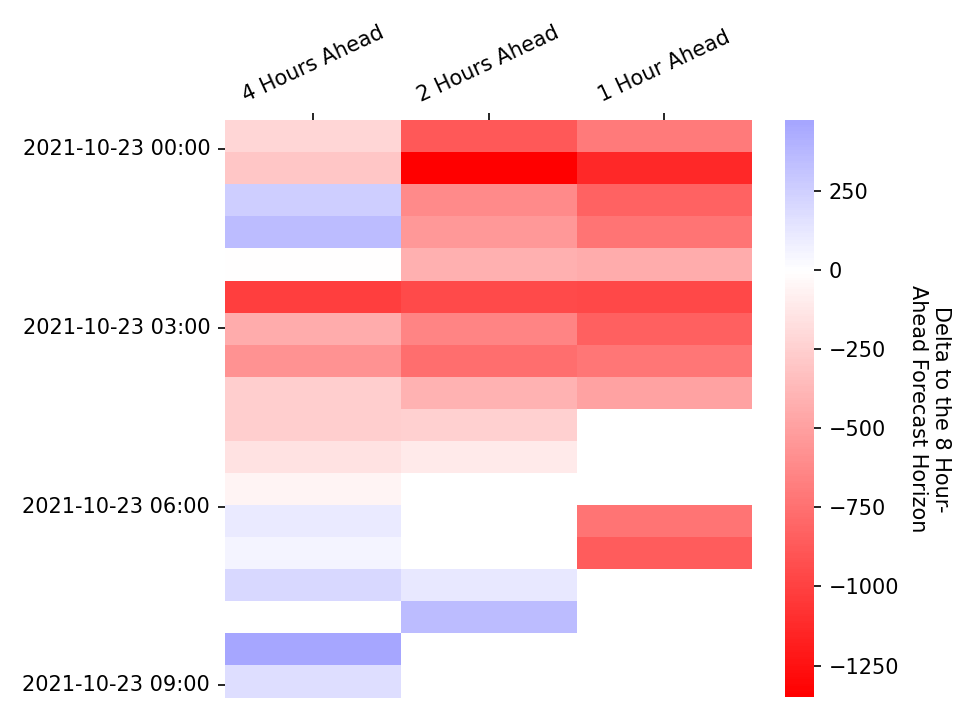 4 Hours Ahead
2 Hours Ahead
1 Hour Ahead
2021-10-23 00:00
2021-10-23 03:00
2021-10-23 06:00
2021-10-23 09:00
250
0
−250
−500
−750
−1000
−1250
Delta to the 8 Hour-
Ahead Forecast Horizon